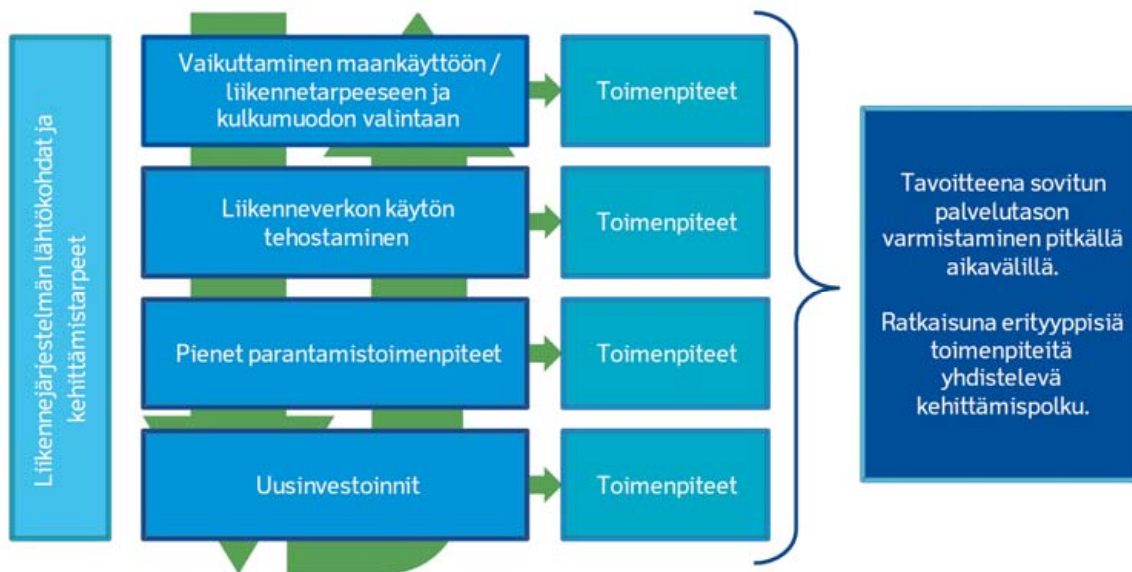 Liikennejärjestelmän lähtökohdat ja
kehittämistarpeet
Vaikuttaminen maankäyttöön /
liikennetarpeeseen ja
kulkumuodon valintaan
Toimenpiteet
Liikenneverkon käytön
tehostaminen
Toimenpiteet
Pienet parantamistoimenpiteet
Toimenpiteet
Uusinvestoinnit
Toimenpiteet
Tavoitteena sovitun
palvelutason
varmistaminen pitkällä
aikavälillä.
Ratkaisuna erityyppisiä
toimenpiteitä
yhdistelevä
kehittämispolku.